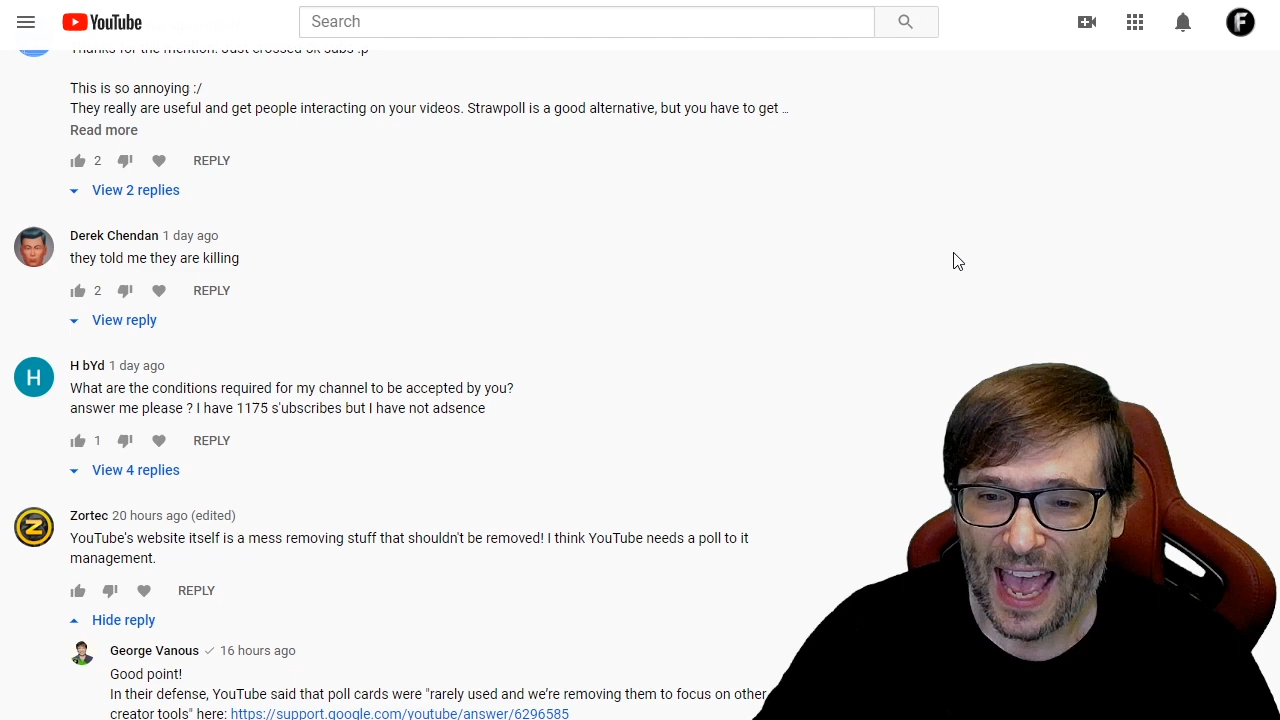 YouTube
Search
F
Thanks for the mention. Just crossed 8k subs :p
This is so annoying :/
They really are useful and get people interacting on your videos. Strawpoll is a good alternative, but you have to get ...
Read more
2 REPLY
View 2 replies
Derek Chendan 1 day ago
they told me they are killing
2 REPLY
View reply
H
H bYd 1 day ago
What are the conditions required for my channel to be accepted by you?
answer me please ? I have 1175 s'ubscribes but I have not adsence
1 REPLY
View 4 replies
Z
Zortec 20 hours ago (edited)
YouTube's website itself is a mess removing stuff that shouldn't be removed! I think YouTube needs a poll to it
management.
REPLY
Hide reply
George Vanous 16 hours ago
Good point!
In their defense, YouTube said that poll cards were "rarely used and we're removing them to focus on other
creator tools" here: https://support.google.com/youtube/answer/6296585